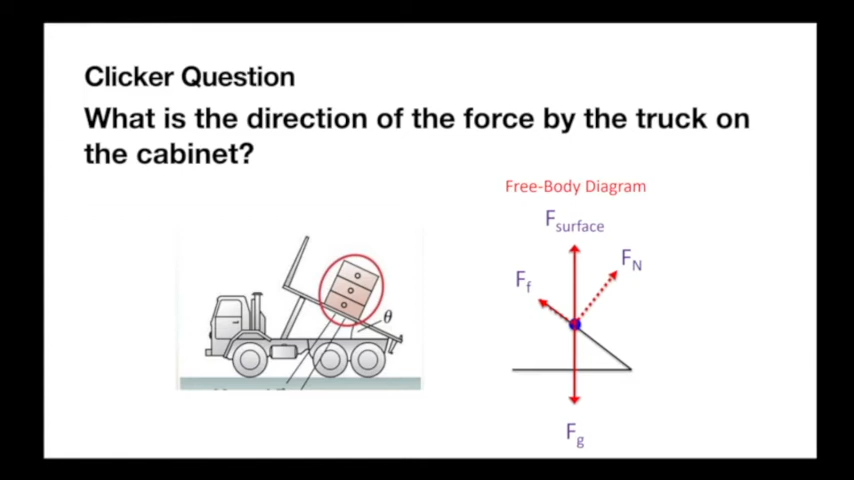 Clicker Question
What is the direction of the force by the truck on
the cabinet?
Free-Body Diagram
Fsurface
FN
Ff
θ
Fg